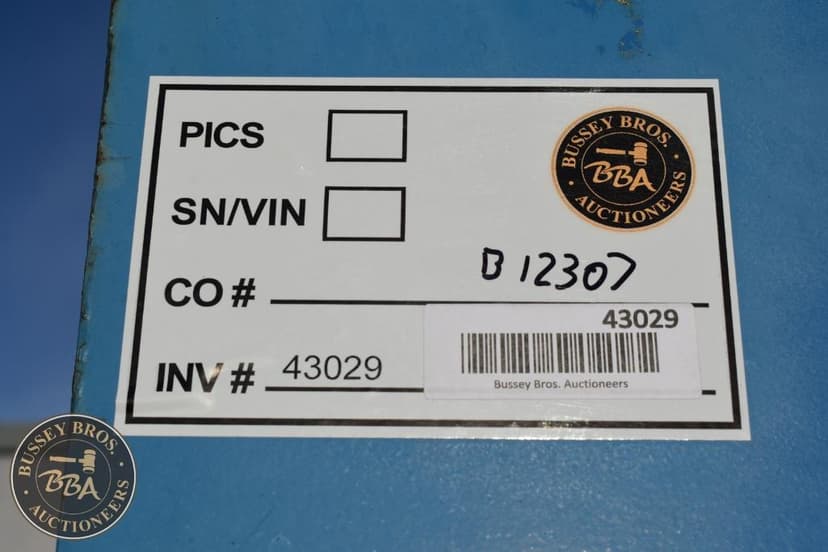 PICS
BUSSEY BROS.
BBA
AUCTIONEERS
SN/VIN
B 12307
CO #
43029
INV # 43029
Bussey Bros. Auctioneers
BUSSEY BROS.
BBA
AUCTIONEERS